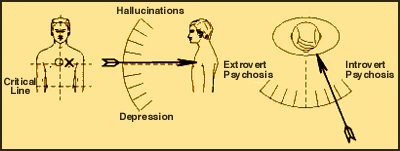 Hallucinations
Critical
Line
Depression
Extrovert
Psychosis
Introvert
Psychosis